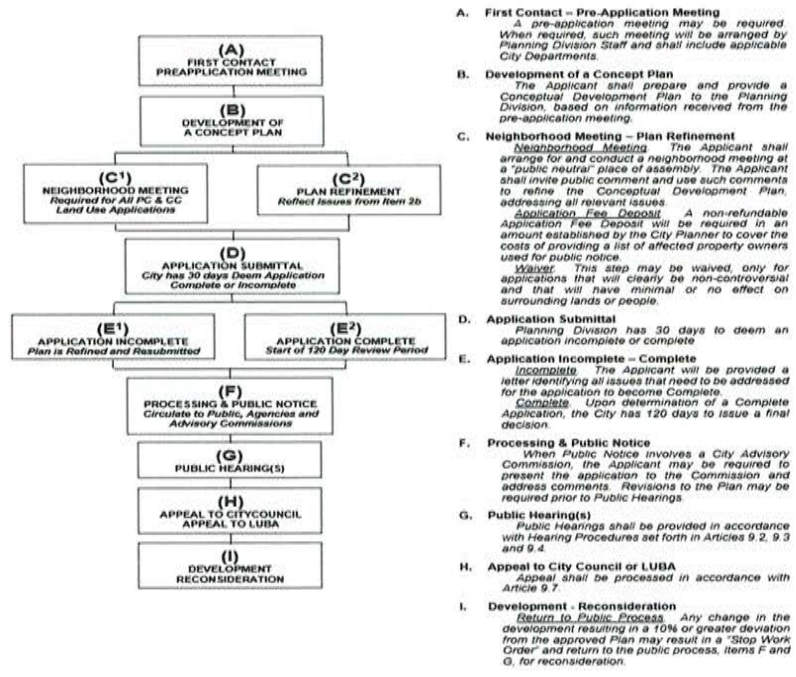 (A)
FIRST CONTACT
PREAPPLICATION MEETING
(B)
DEVELOPMENT OF
A CONCEPT PLAN
(C1)
NEIGHBORHOOD MEETING
Required for All PC & CC
Land Use Applications
(C2)
PLAN REFINEMENT
Reflect Issues from Item 2b
(D)
APPLICATION SUBMITTAL
City has 30 days Deem Application
Complete or Incomplete
(E1)
APPLICATION INCOMPLETE
Plan is Refined and Resubmitted
(E2)
APPLICATION COMPLETE
Start of 120 Day Review Period
(F)
PROCESSING & PUBLIC NOTICE
Circulate to Public, Agencies and
Advisory Commissions
(G)
PUBLIC HEARING(S)
(H)
APPEAL TO CITYCOUNCIL
APPEAL TO LUBA
(I)
DEVELOPMENT
RECONSIDERATION
A. First Contact – Pre-Application Meeting
A pre-application meeting may be required.
When required, such meeting will be arranged by
Planning Division Staff and shall include applicable
City Departments.
B. Development of a Concept Plan
The Applicant shall prepare and provide a
Conceptual Development Plan to the Planning
Division, based on information received from the
pre-application meeting.
C. Neighborhood Meeting – Plan Refinement
Neighborhood Meeting. The Applicant shall
arrange for and conduct a neighborhood meeting at
a "public neutral" place of assembly. The Applicant
shall invite public comment and use such comments
to refine the Conceptual Development Plan,
addressing all relevant issues.
Application Fee Deposit. A non-refundable
Application Fee Deposit will be required in an
amount established by the City Planner to cover the
costs of providing a list of affected property owners
used for public notice.
Waiver. This step may be waived, only for
applications that will clearly be non-controversial
and that will have minimal or no effect on
surrounding lands or people.
D. Application Submittal
Planning Division has 30 days to deem an
application incomplete or complete
E. Application Incomplete – Complete
Incomplete. The Applicant will be provided a
letter identifying all issues that need to be addressed
for the application to become Complete.
Complete. Upon determination of a Complete
Application, the City has 120 days to issue a final
decision.
F. Processing & Public Notice
When Public Notice involves a City Advisory
Commission, the Applicant may be required to
present the application to the Commission and
address comments. Revisions to the Plan may be
required prior to Public Hearings.
G. Public Hearing(s)
Public Hearings shall be provided in accordance
with Hearing Procedures set forth in Articles 9.2, 9.3
and 9.4.
H. Appeal to City Council or LUBA
Appeal shall be processed in accordance with
Article 9.7.
I. Development - Reconsideration
Return to Public Process. Any change in the
development resulting in a 10% or greater deviation
from the approved Plan may result in a "Stop Work
Order" and return to the public process, Items F and
G, for reconsideration.